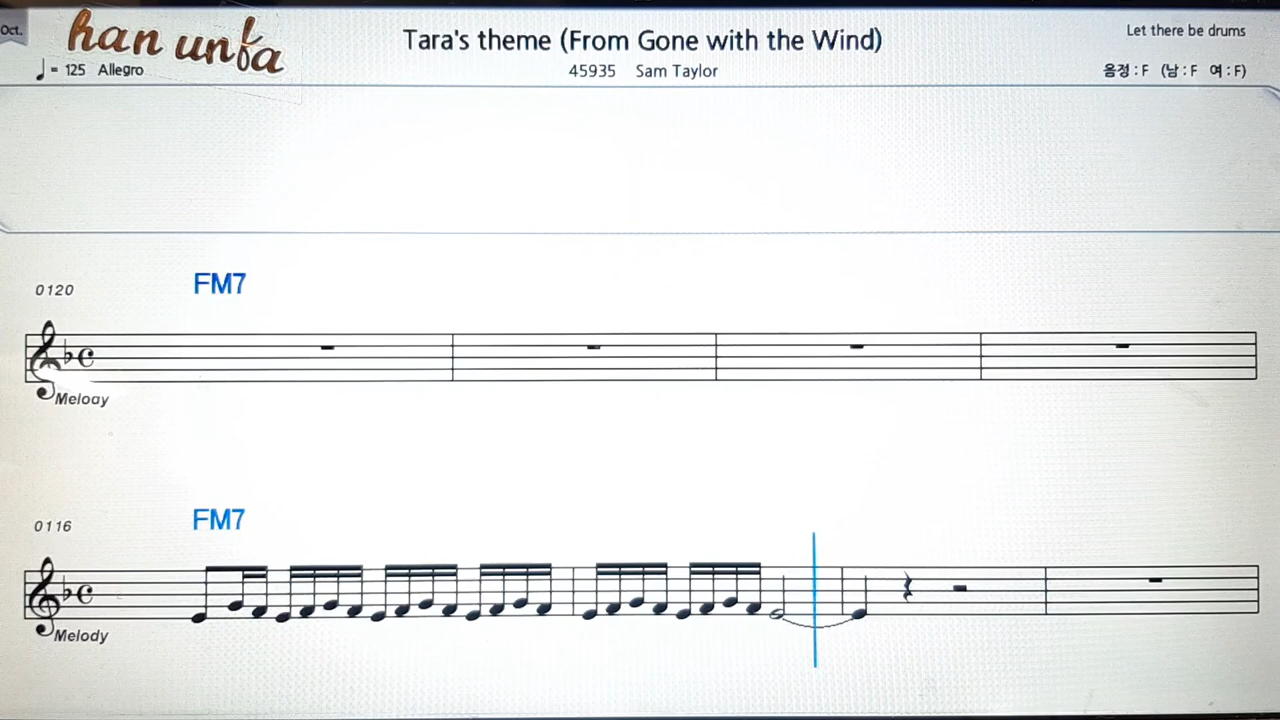 Oct.
han unfa
Tara's theme (From Gone with the Wind)
Let there be drums
♩= 125 Allegro
45935 Sam Taylor
음정 : F (남 : F 여 : F)
0120
FM7
Melody
0116
FM7
Melody